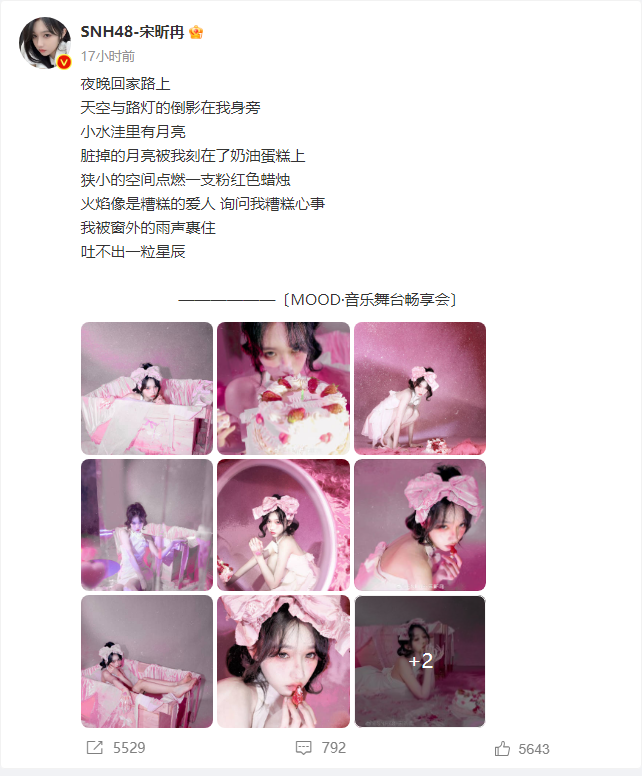 SNH48-宋昕冉
17小时前
夜晚回家路上
天空与路灯的倒影在我身旁
小水洼里有月亮
脏掉的月亮被我刻在了奶油蛋糕上
狭小的空间点燃一支粉红色蜡烛
火焰像是糟糕的爱人 询问我糟糕心事
我被窗外的雨声裹住
吐不出一粒星辰
——————〔MOOD·音乐舞台畅享会〕
+2
5529
792
5643